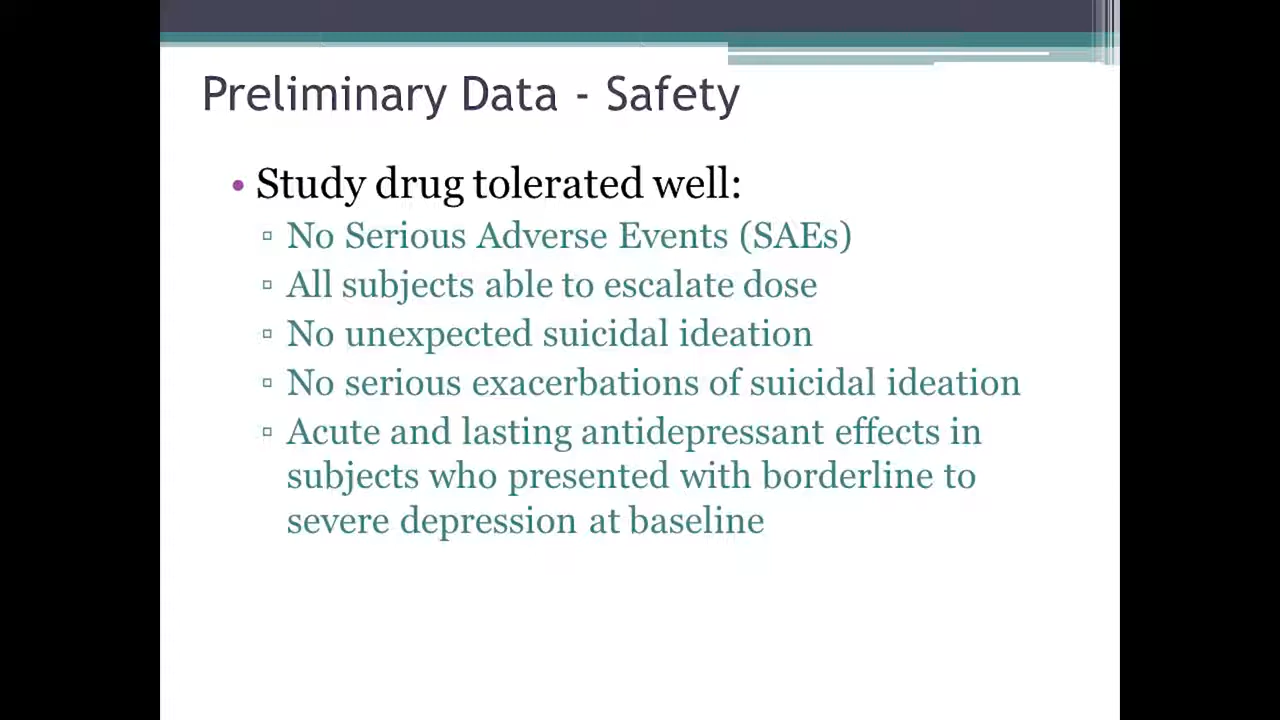 Preliminary Data - Safety
• Study drug tolerated well:
▫ No Serious Adverse Events (SAEs)
▫ All subjects able to escalate dose
▫ No unexpected suicidal ideation
▫ No serious exacerbations of suicidal ideation
▫ Acute and lasting antidepressant effects in
subjects who presented with borderline to
severe depression at baseline